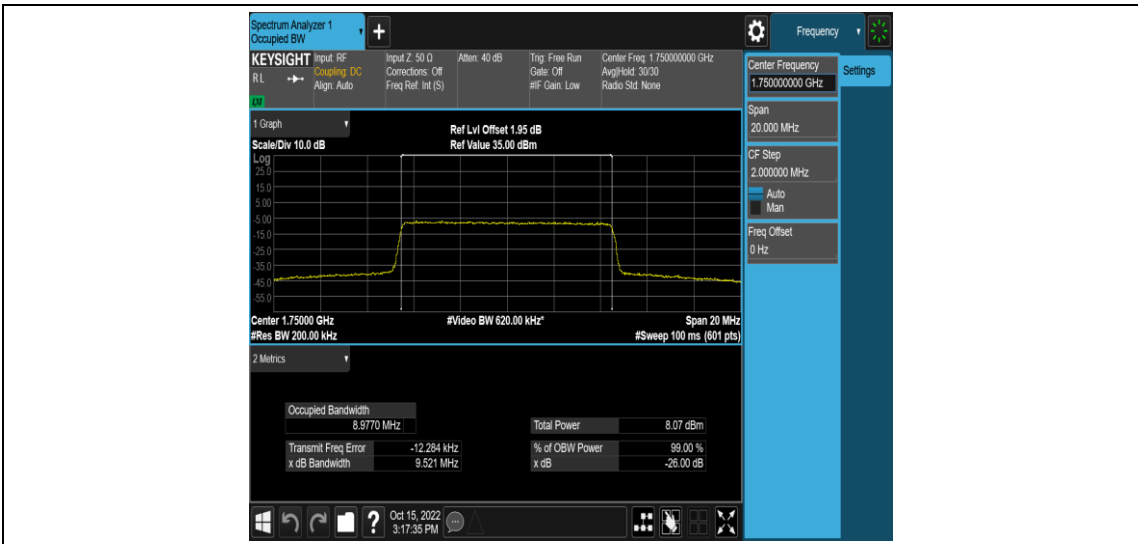 Spectrum Analyzer 1
Occupied BW
+
Frequency
KEYSIGHT
RL
LXI
Input: RF
Coupling: DC
Align: Auto
Input Z: 50 Ω
Corrections: Off
Freq Ref: Int (S)
Atten: 40 dB
Trig: Free Run
Gate: Off
#IF Gain: Low
Center Freq: 1.750000000 GHz
Avg|Hold: 30/30
Radio Std: None
Center Frequency
1.750000000 GHz
Settings
Span
20.000 MHz
CF Step
2.000000 MHz
Auto
Man
Freq Offset
0 Hz
1 Graph
Scale/Div 10.0 dB
Ref Lvl Offset 1.95 dB
Ref Value 35.00 dBm
Log
25.0
15.0
5.00
-5.00
-15.0
-25.0
-35.0
-45.0
-55.0
Center 1.75000 GHz
#Video BW 620.00 kHz*
Span 20 MHz
#Res BW 200.00 kHz
#Sweep 100 ms (601 pts)
2 Metrics
Occupied Bandwidth
8.9770 MHz
Total Power 8.07 dBm
Transmit Freq Error -12.284 kHz
% of OBW Power 99.00 %
x dB Bandwidth 9.521 MHz
x dB -26.00 dB
?
Oct 15, 2022
3:17:35 PM